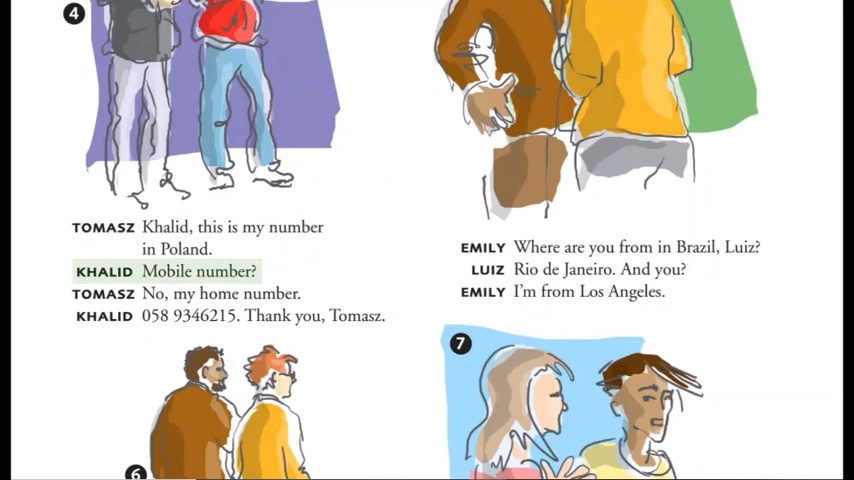 4
TOMASZ Khalid, this is my number
in Poland.
KHALID Mobile number?
TOMASZ No, my home number.
KHALID 058 9346215. Thank you, Tomasz.
EMILY Where are you from in Brazil, Luiz?
LUIZ Rio de Janeiro. And you?
EMILY I'm from Los Angeles.
6
7